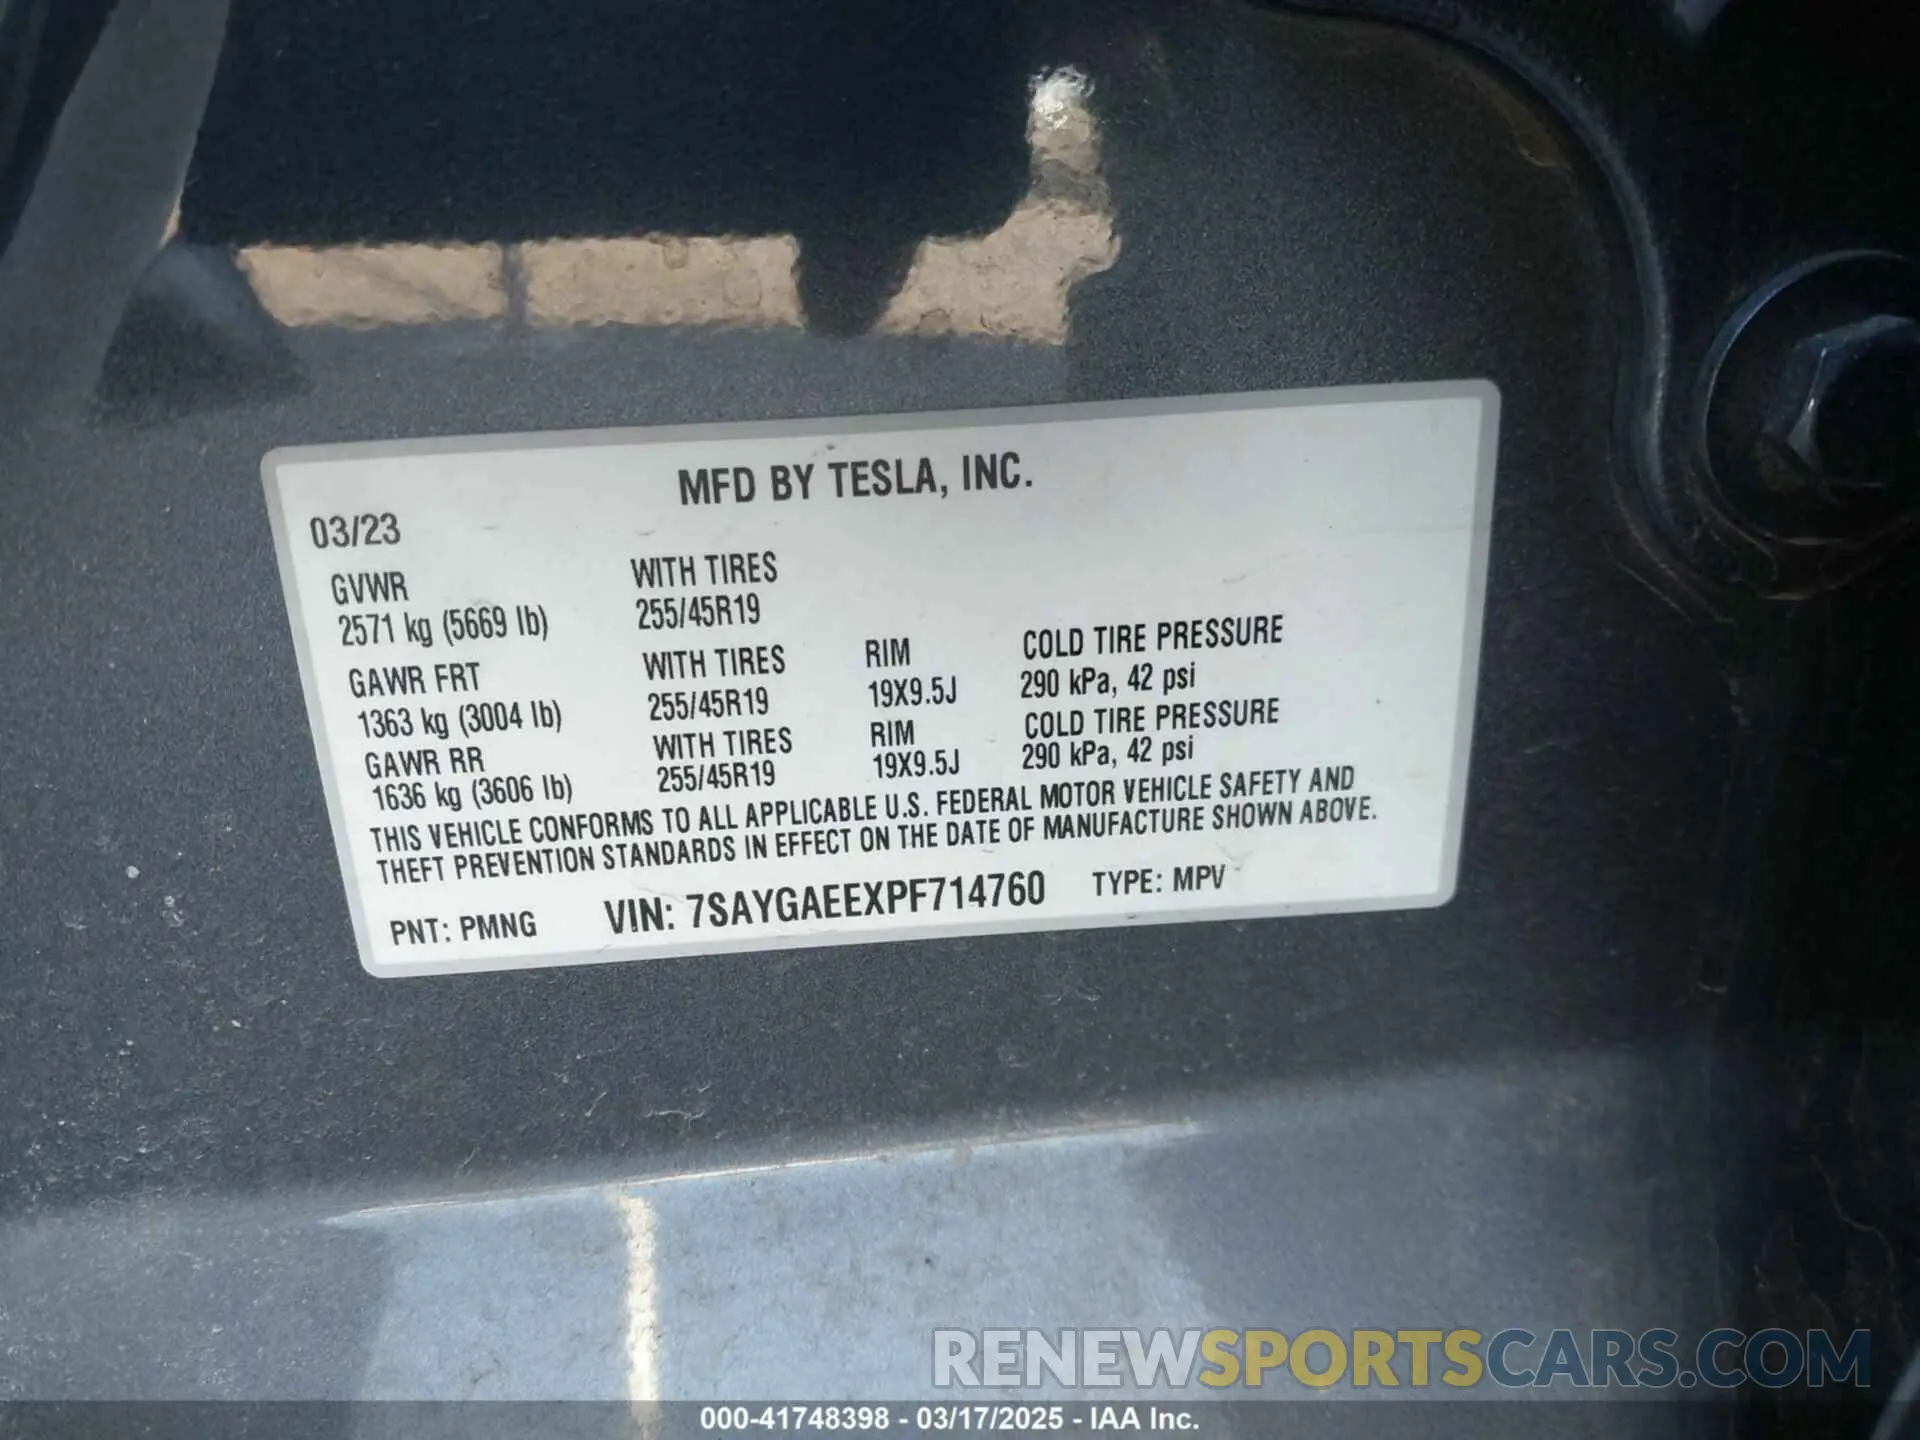 MFD BY TESLA, INC.
03/23
GVWR WITH TIRES
2571 kg (5669 lb) 255/45R19
GAWR FRT WITH TIRES RIM COLD TIRE PRESSURE
1363 kg (3004 lb) 255/45R19 19X9.5J 290 kPa, 42 psi
GAWR RR WITH TIRES RIM COLD TIRE PRESSURE
1636 kg (3606 lb) 255/45R19 19X9.5J 290 kPa, 42 psi
THIS VEHICLE CONFORMS TO ALL APPLICABLE U.S. FEDERAL MOTOR VEHICLE SAFETY AND
THEFT PREVENTION STANDARDS IN EFFECT ON THE DATE OF MANUFACTURE SHOWN ABOVE.
PNT: PMNG VIN: 7SAYGAEEXPF714760 TYPE: MPV
RENEWSPORTSCARS.COM
000-41748398 - 03/17/2025 - IAA Inc.